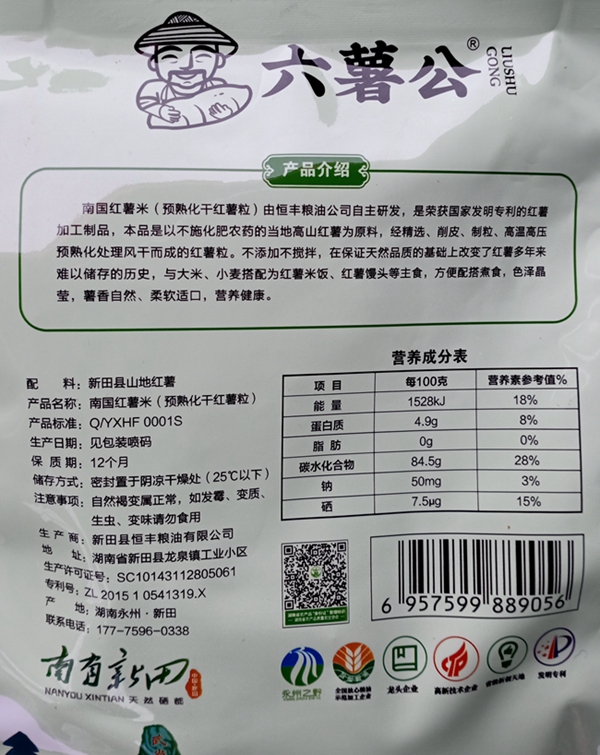 六薯公®
LIUSHU
GONG
产品介绍
南国红薯米（预熟化干红薯粒）由恒丰粮油公司自主研发，是荣获国家发明专利的红薯
加工制品，本品是以不施化肥农药的当地高山红薯为原料，经精选、削皮、制粒、高温高压
预熟化处理风干而成的红薯粒。不添加不搅拌，在保证天然品质的基础上改变了红薯多年来
难以储存的历史，与大米、小麦搭配为红薯米饭、红薯馒头等主食，方便配搭煮食，色泽晶
莹，薯香自然、柔软适口，营养健康。
配 料：新田县山地红薯
产品名称：南国红薯米（预熟化干红薯粒）
产品标准：Q/YXHF 0001S
生产日期：见包装喷码
保 质 期：12个月
储存方式：密封置于阴凉干燥处（25℃以下）
注意事项：自然褐变属正常，如发霉、变质、
生虫、变味请勿食用
生 产 商：新田县恒丰粮油有限公司
地 址：湖南省新田县龙泉镇工业小区
生产许可证号：SC10143112805061
专利号：ZL 2015 1 0541319.X
产 地：湖南永州·新田
联系电话：177-7596-0338
营养成分表
项 目 每100克 营养素参考值%
能 量 1528kJ 18%
蛋白质 4.9g 8%
脂 肪 0g 0%
碳水化合物 84.5g 28%
钠 50mg 3%
硒 7.5μg 15%
6 957599 889056
南有新田
NANYOU XINTIAN 天然硒能
永州之野
全国放心粮油
示范加工企业
龙头企业
高新技术企业
发明专利